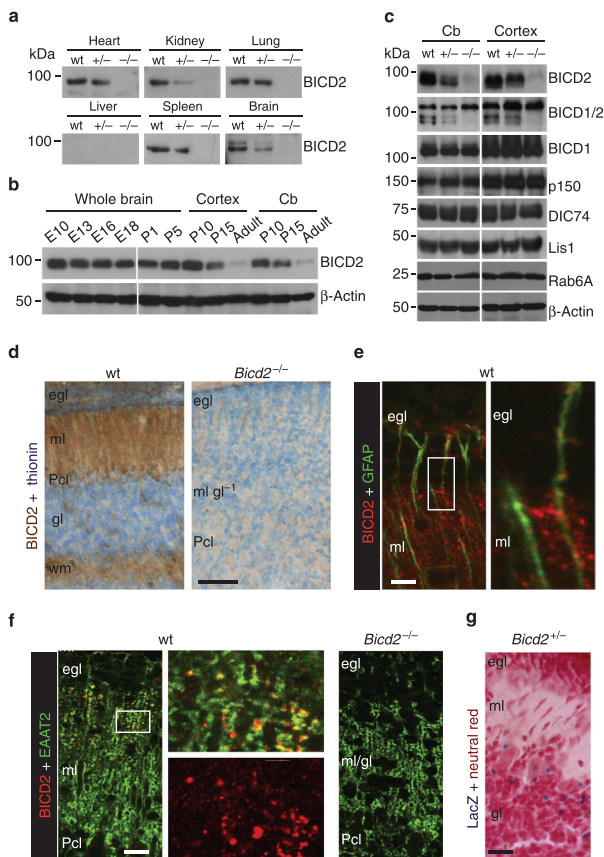 a
Heart Kidney Lung
kDa wt +/– –/– wt +/– –/– wt +/– –/–
100 BICD2
Liver Spleen Brain
wt +/– –/– wt +/– –/– wt +/– –/–
100 BICD2
b
Whole brain Cortex Cb
E10 E13 E16 E18 P1 P5 P10 P15 Adult P10 P15 Adult
100 BICD2
50 β-Actin
c
Cb Cortex
kDa wt +/– –/– wt +/– –/–
100 BICD2
100 BICD1/2
100 BICD1
150 p150
75 DIC74
50 Lis1
25 Rab6A
50 β-Actin
d
wt Bicd2–/–
BICD2 + thionin
egl
ml
Pcl
gl
wm
egl
ml gl–1
Pcl
e
wt
BICD2 + GFAP
egl
ml
egl
ml
f
wt Bicd2–/–
BICD2 + EAAT2
egl
ml
Pcl
egl
ml/gl
Pcl
g
Bicd2+/–
LacZ + neutral red
egl
ml
gl